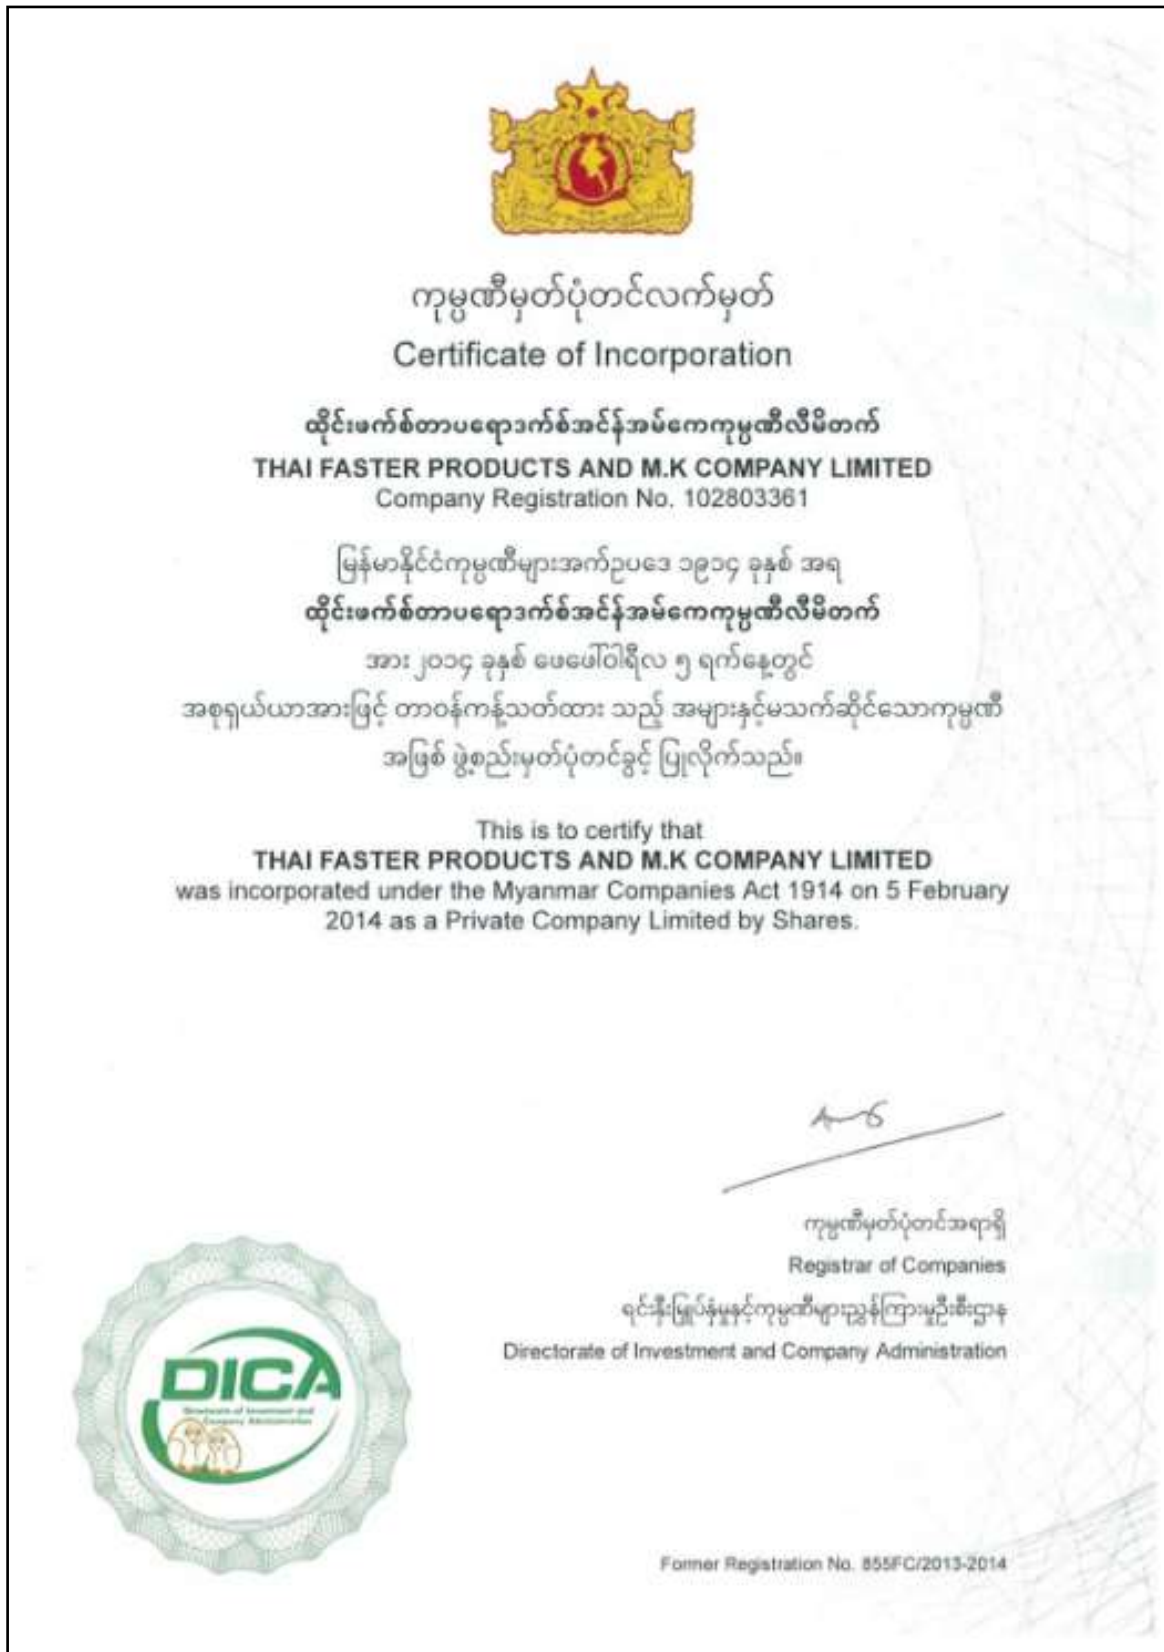 ကုမ္ပဏီမှတ်ပုံတင်လက်မှတ်
Certificate of Incorporation
ထိုင်းဖက်စ်တာပရောဒက်စ်အင်န်အမ်ကေကုမ္ပဏီလီမိတက်
THAI FASTER PRODUCTS AND M.K COMPANY LIMITED
Company Registration No. 102803361
မြန်မာနိုင်ငံကုမ္ပဏီများအက်ဥပဒေ ၁၉၁၄ ခုနှစ် အရ
ထိုင်းဖက်စ်တာပရောဒက်စ်အင်န်အမ်ကေကုမ္ပဏီလီမိတက်
အား ၂၀၁၄ ခုနှစ် ဖေဖေါ်ဝါရီလ ၅ ရက်နေ့တွင်
အစုရှယ်ယာအားဖြင့် တာဝန်ကန့်သတ်ထား သည့် အများနှင့်မသက်ဆိုင်သောကုမ္ပဏီ
အဖြစ် ဖွဲ့စည်းမှတ်ပုံတင်ခွင့် ပြုလိုက်သည်။
This is to certify that
THAI FASTER PRODUCTS AND M.K COMPANY LIMITED
was incorporated under the Myanmar Companies Act 1914 on 5 February
2014 as a Private Company Limited by Shares.
ကုမ္ပဏီမှတ်ပုံတင်အရာရှိ
Registrar of Companies
ရင်းနှီးမြှုပ်နှံမှုနှင့်ကုမ္ပဏီများညွှန်ကြားမှုဦးစီးဌာန
Directorate of Investment and Company Administration
DICA
Directorate of Investment and
Company Administration
Former Registration No. 855FC/2013-2014